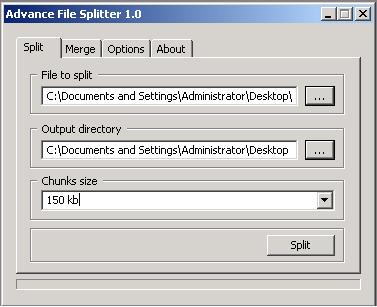 Advance File Splitter 1.0
Split Merge Options About
File to split
C:\Documents and Settings\Administrator\Desktop\ ...
Output directory
C:\Documents and Settings\Administrator\Desktop ...
Chunks size
150 kb
Split